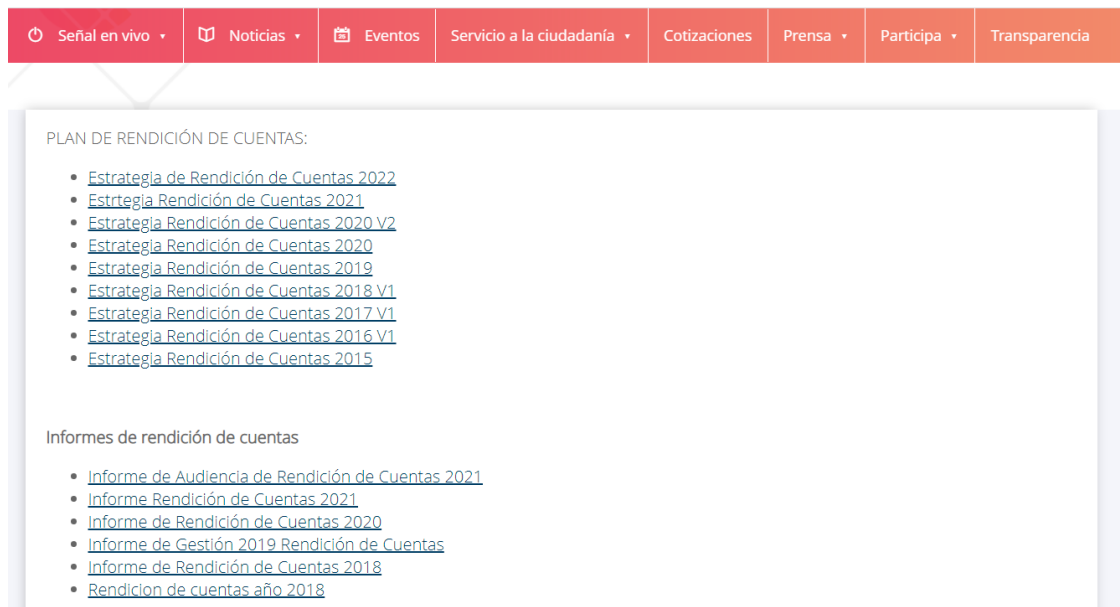 Señal en vivo Noticias Eventos Servicio a la ciudadanía Cotizaciones Prensa Participa Transparencia
PLAN DE RENDICIÓN DE CUENTAS:
Estrategia de Rendición de Cuentas 2022
Estrtegia Rendición de Cuentas 2021
Estrategia Rendición de Cuentas 2020 V2
Estrategia Rendición de Cuentas 2020
Estrategia Rendición de Cuentas 2019
Estrategia Rendición de Cuentas 2018 V1
Estrategia Rendición de Cuentas 2017 V1
Estrategia Rendición de Cuentas 2016 V1
Estrategia Rendición de Cuentas 2015
Informes de rendición de cuentas
Informe de Audiencia de Rendición de Cuentas 2021
Informe Rendición de Cuentas 2021
Informe de Rendición de Cuentas 2020
Informe de Gestión 2019 Rendición de Cuentas
Informe de Rendición de Cuentas 2018
Rendicion de cuentas año 2018